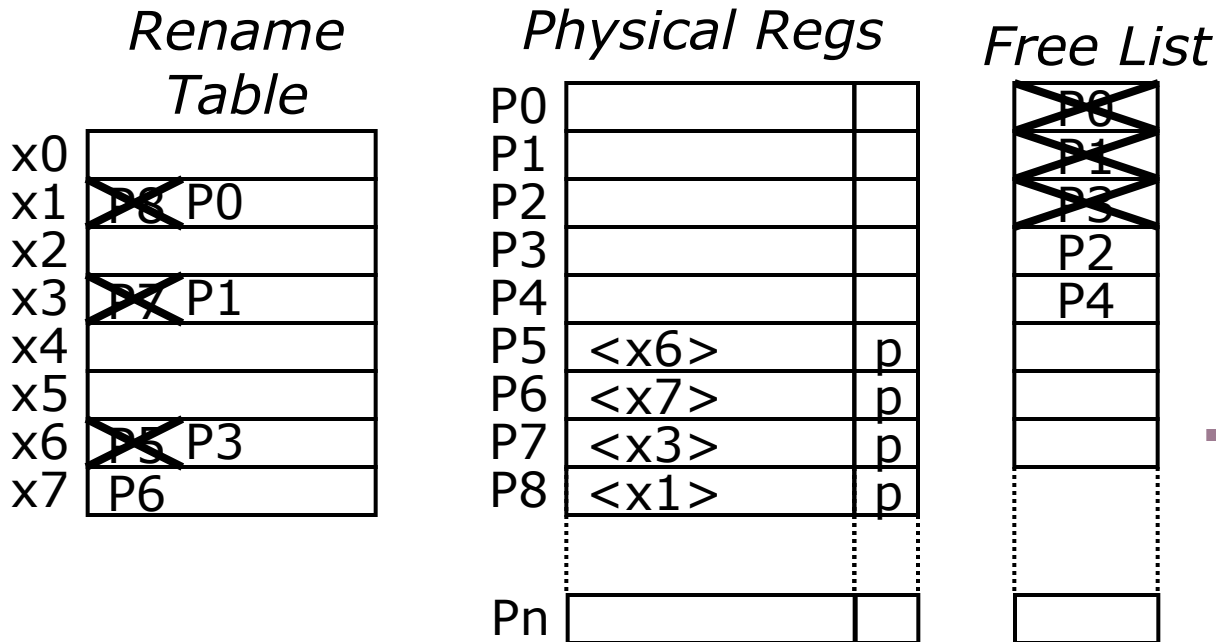 Rename Table
Physical Regs
Free List
x0
x1 P8 P0
x2
x3 P7 P1
x4
x5
x6 P5 P3
x7 P6
P0
P1
P2
P3
P4
P5 <x6> p
P6 <x7> p
P7 <x3> p
P8 <x1> p
Pn
P0
P1
P3
P2
P4